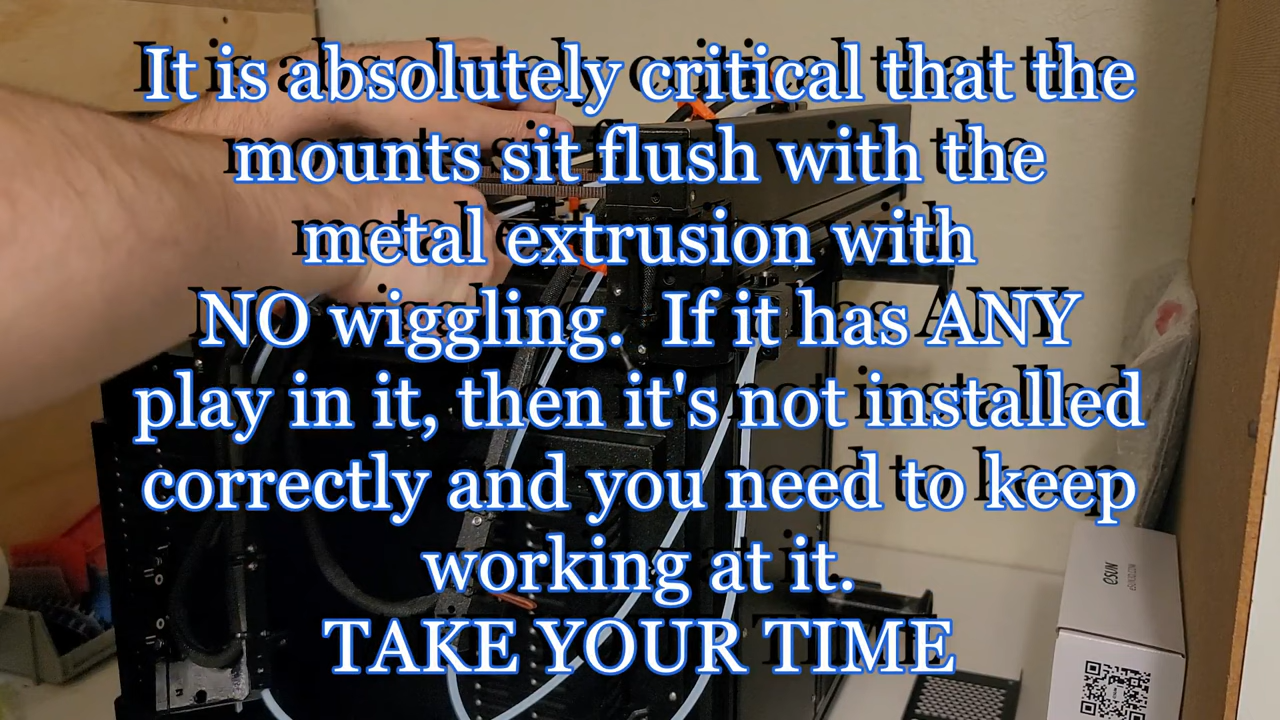 It is absolutely critical that the
mounts sit flush with the
metal extrusion with
NO wiggling.  If it has ANY
play in it, then it's not installed
correctly and you need to keep
working at it.
TAKE YOUR TIME
eSUN